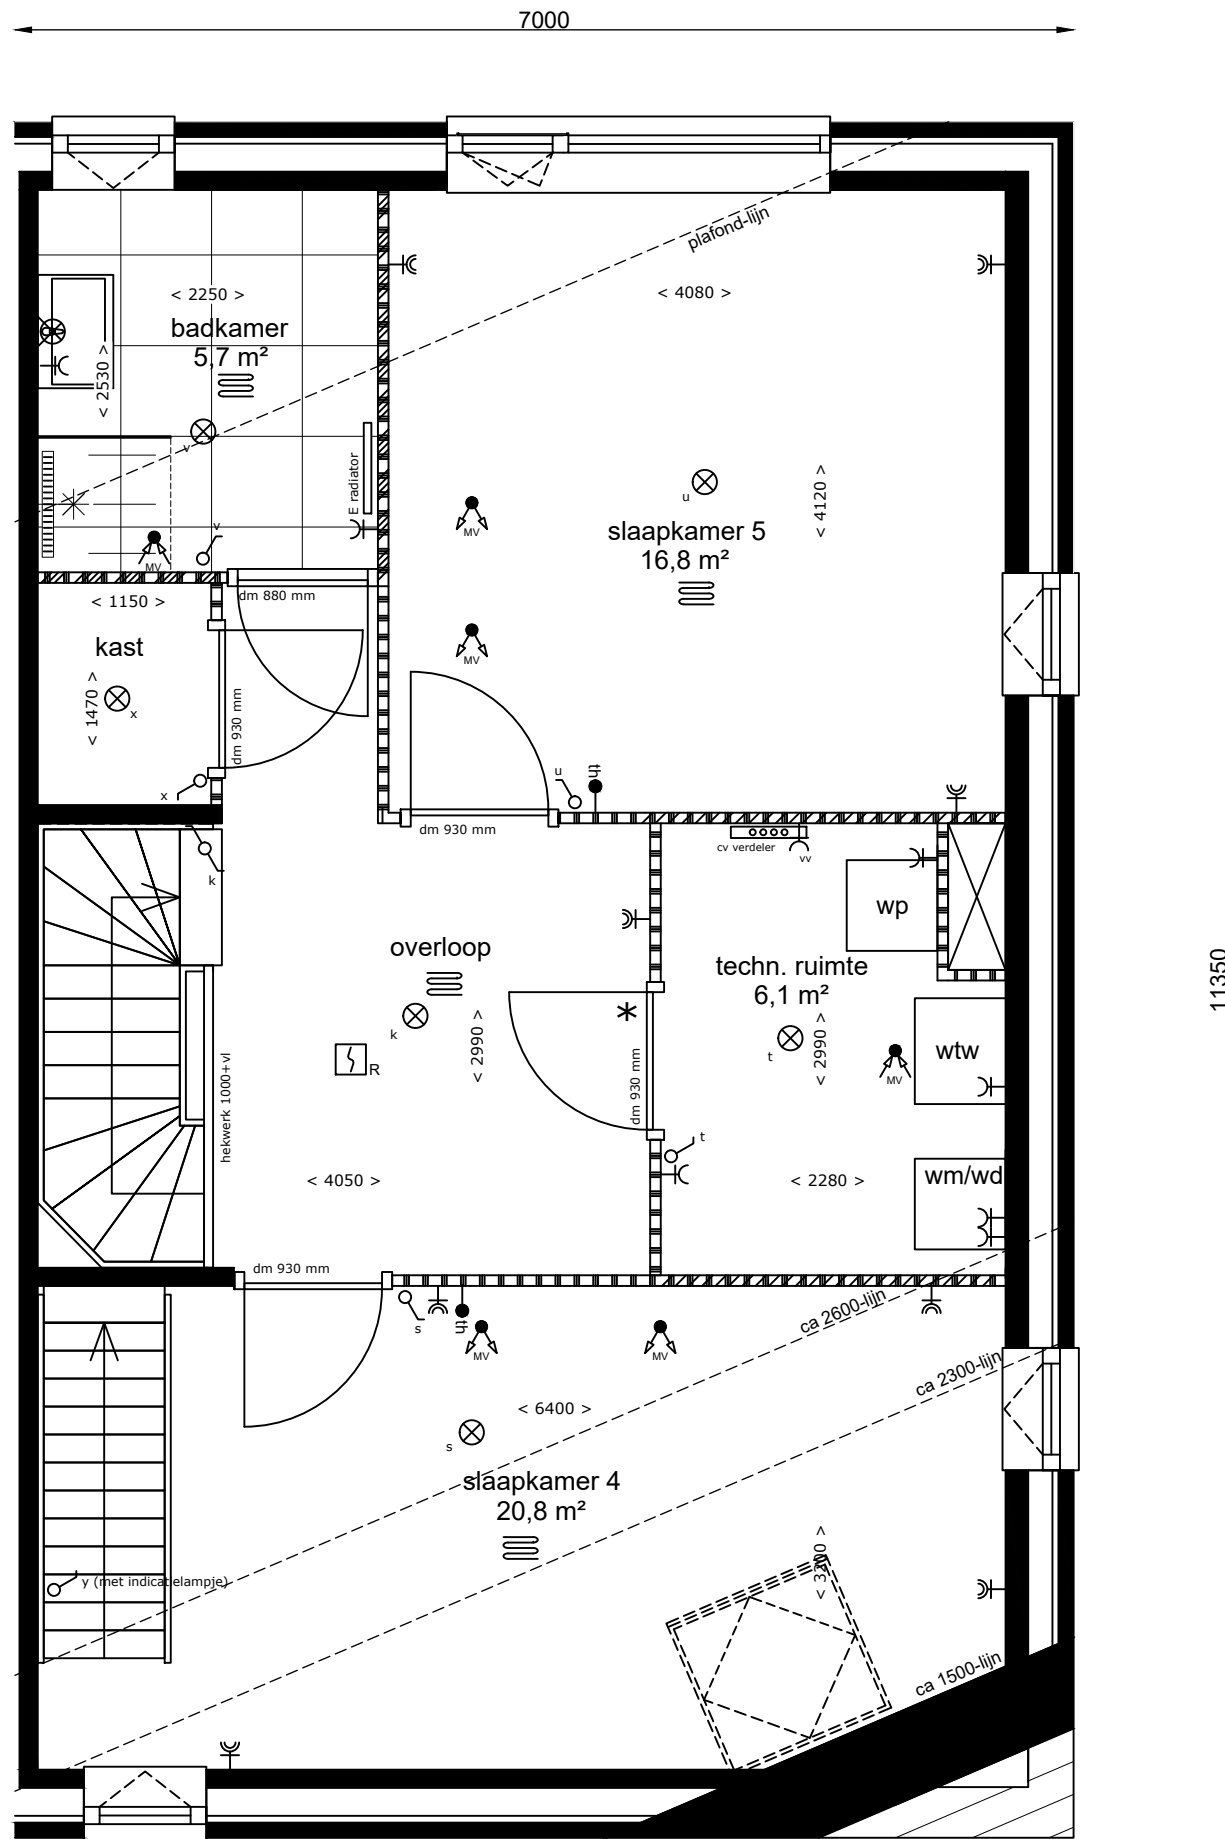 7000
plafond-lijn
< 2250 >
< 4080 >
badkamer
5,7 m²
< 2530 >
v
E radiator
u
< 4120 >
slaapkamer 5
16,8 m²
MV
v
MV
dm 880 mm
< 1150 >
kast
MV
< 1470 >
x
dm 930 mm
x
u
th
dm 930 mm
cv verdeler
vv
k
wp
overloop
techn. ruimte
6,1 m²
11350
k
< 2990 >
*
t
< 2990 >
wtw
MV
R
hekwerk 1000+vl
dm 930 mm
t
< 4050 >
< 2280 >
wm/wd
dm 930 mm
s
th
MV
MV
ca 2600-lijn
ca 2300-lijn
< 6400 >
s
slaapkamer 4
20,8 m²
< 3200 >
y (met indicatielampje)
ca 1500-lijn